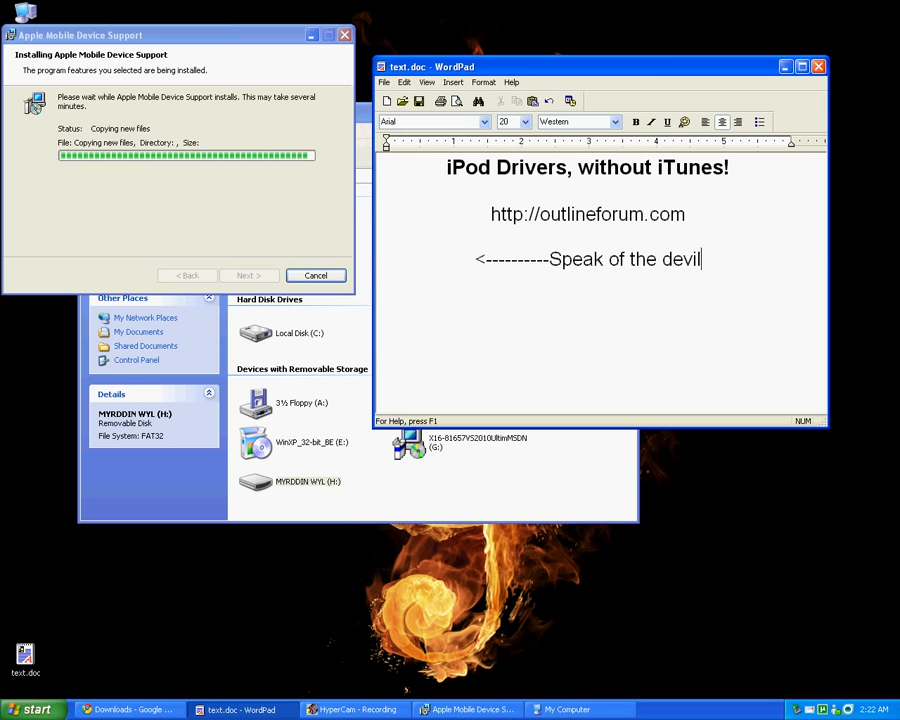 Apple Mobile Device Support
Installing Apple Mobile Device Support
The program features you selected are being installed.
Please wait while Apple Mobile Device Support installs. This may take several
minutes.
Status: Copying new files
File: Copying new files, Directory: , Size:
< Back
Next >
Cancel
text.doc - WordPad
File Edit View Insert Format Help
Arial
20
Western
B I U
1 2 3 4 5
iPod Drivers, without iTunes!
http://outlineforum.com
<----------Speak of the devil
For Help, press F1
NUM
Other Places
My Network Places
My Documents
Shared Documents
Control Panel
Details
MYRDDIN WYL (H:)
Removable Disk
File System: FAT32
Hard Disk Drives
Local Disk (C:)
Devices with Removable Storage
3½ Floppy (A:)
WinXP_32-bit_BE (E:)
X16-81657VS2010UltimMSDN
(G:)
MYRDDIN WYL (H:)
text.doc
start
Downloads - Google ...
text.doc - WordPad
HyperCam - Recording
Apple Mobile Device S...
My Computer
2:22 AM